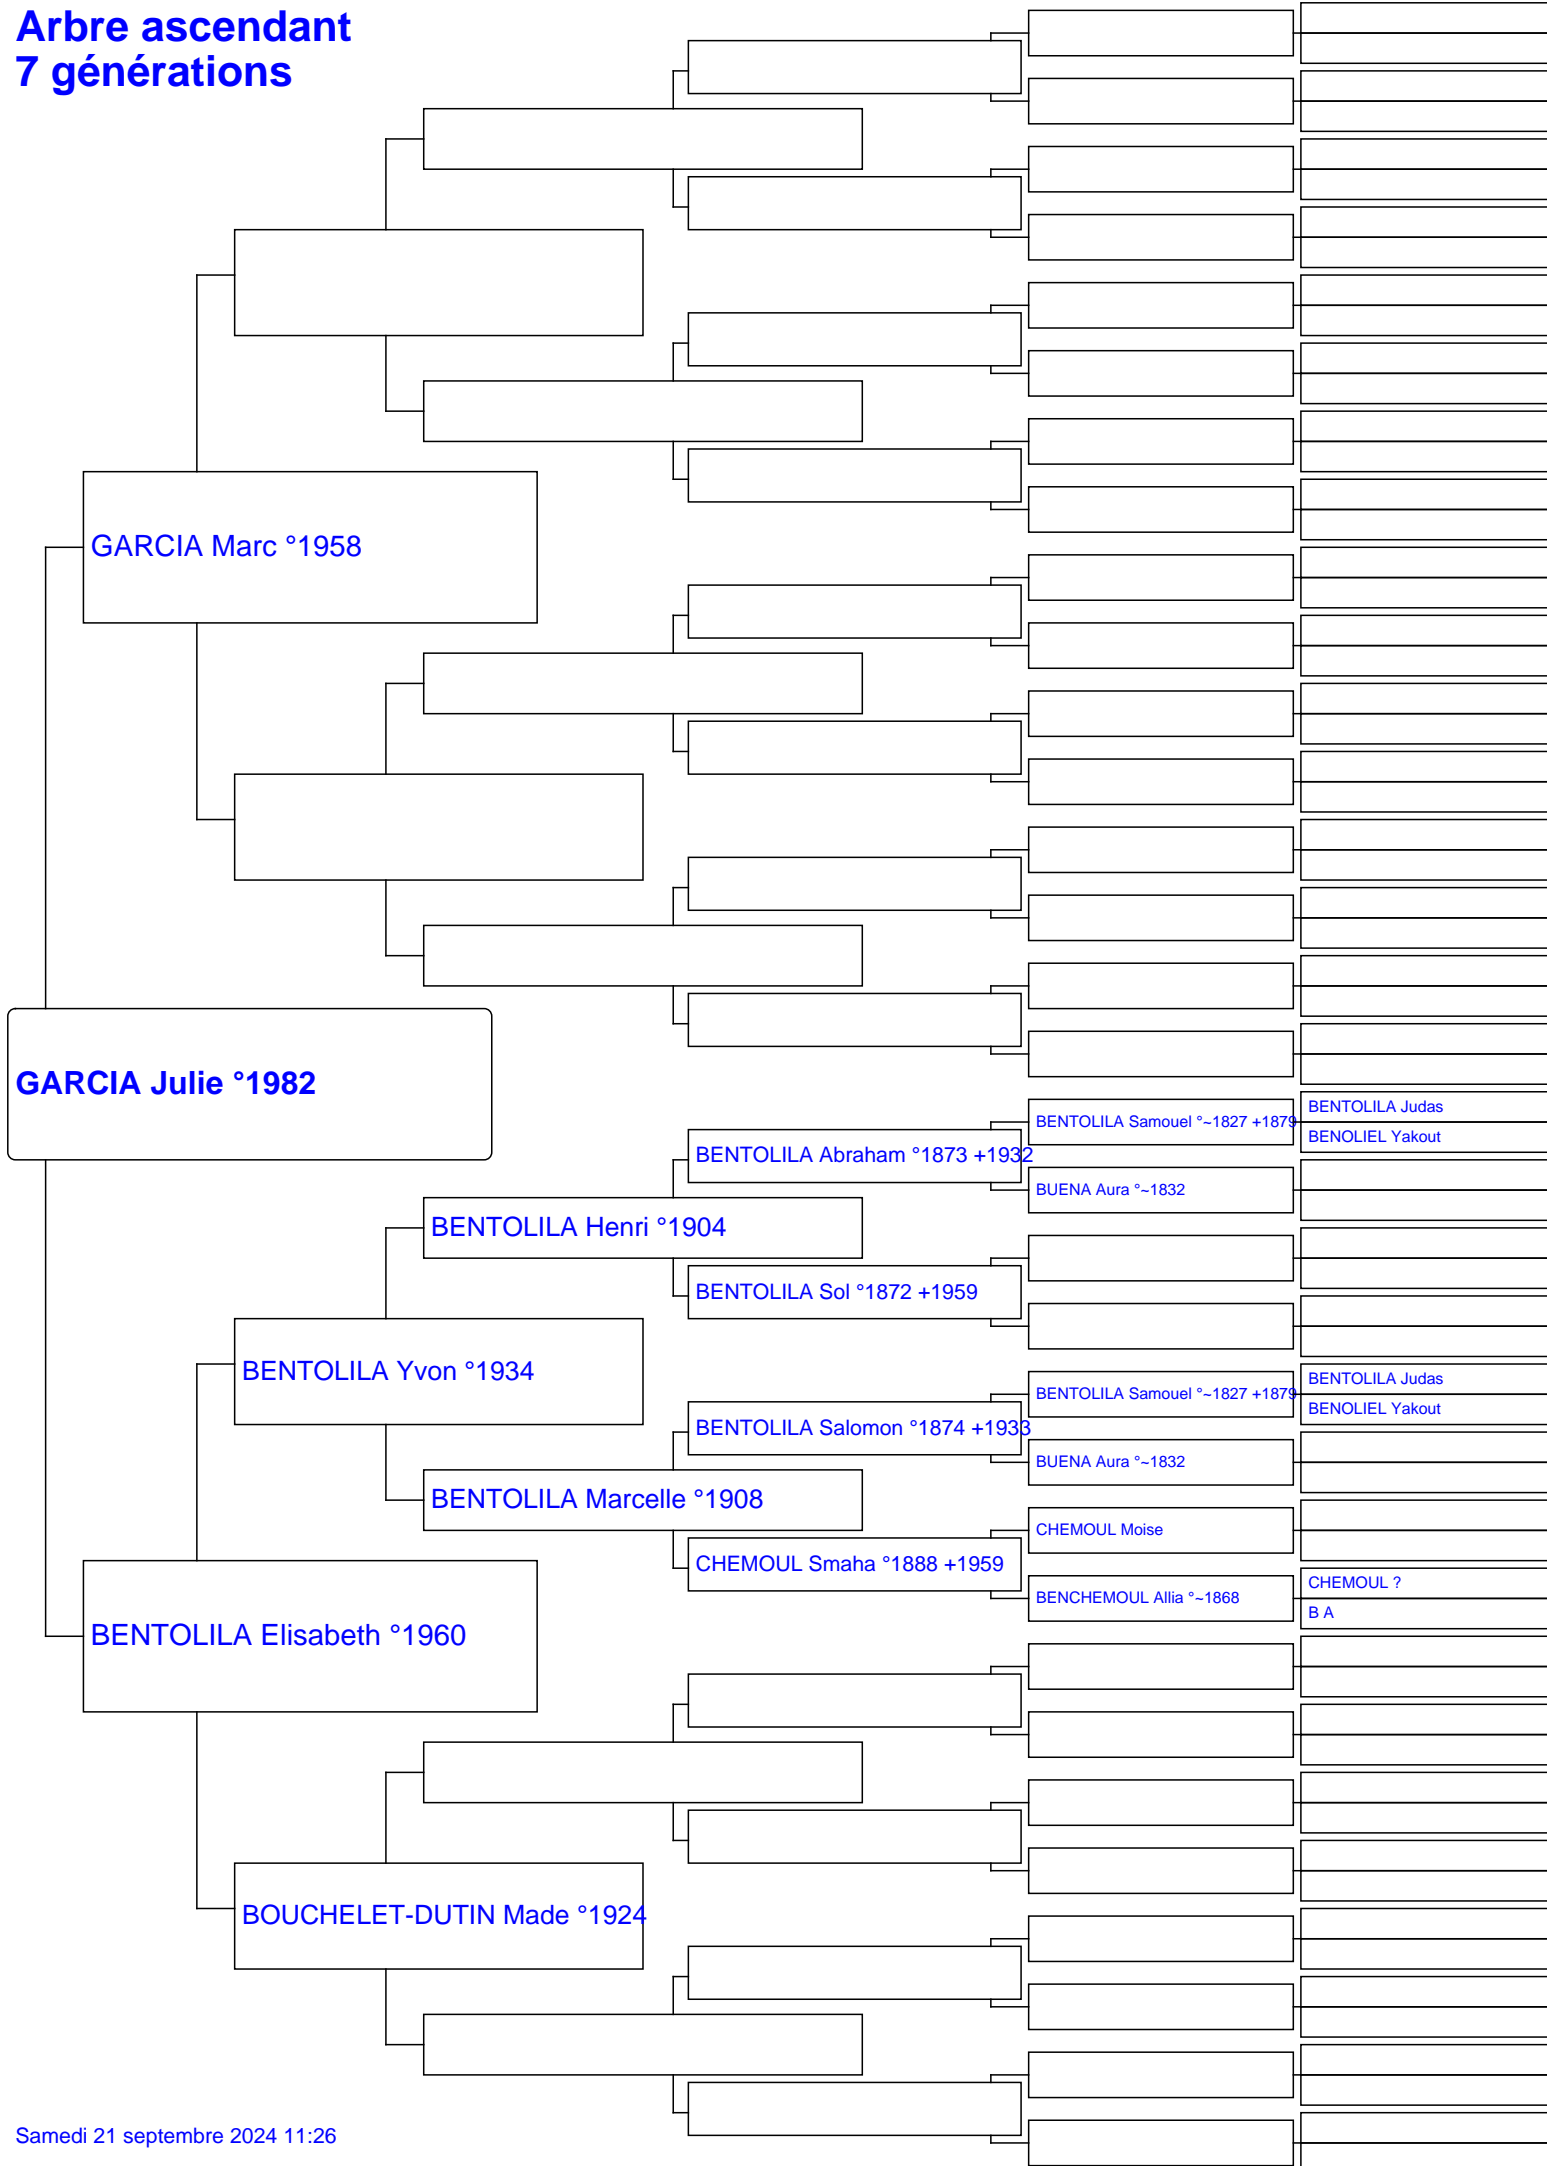 Arbre ascendant
7 générations
GARCIA Marc °1958
GARCIA Julie °1982
BENTOLILA Judas
BENTOLILA Samouel °~1827 +1879
BENOLIEL Yakout
BENTOLILA Abraham °1873 +1932
BUENA Aura °~1832
BENTOLILA Henri °1904
BENTOLILA Sol °1872 +1959
BENTOLILA Yvon °1934
BENTOLILA Judas
BENTOLILA Samouel °~1827 +1879
BENOLIEL Yakout
BENTOLILA Salomon °1874 +1933
BUENA Aura °~1832
BENTOLILA Marcelle °1908
CHEMOUL Moise
CHEMOUL Smaha °1888 +1959
CHEMOUL ?
BENCHEMOUL Allia °~1868
B A
BENTOLILA Elisabeth °1960
BOUCHELET-DUTIN Made °1924
Samedi 21 septembre 2024 11:26